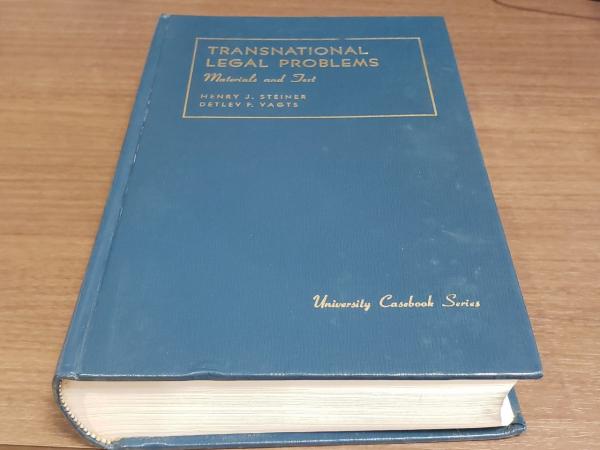 TRANSNATIONAL
LEGAL PROBLEMS
Materials and Text
HENRY J. STEINER
DETLEV F. VAGTS
University Casebook Series